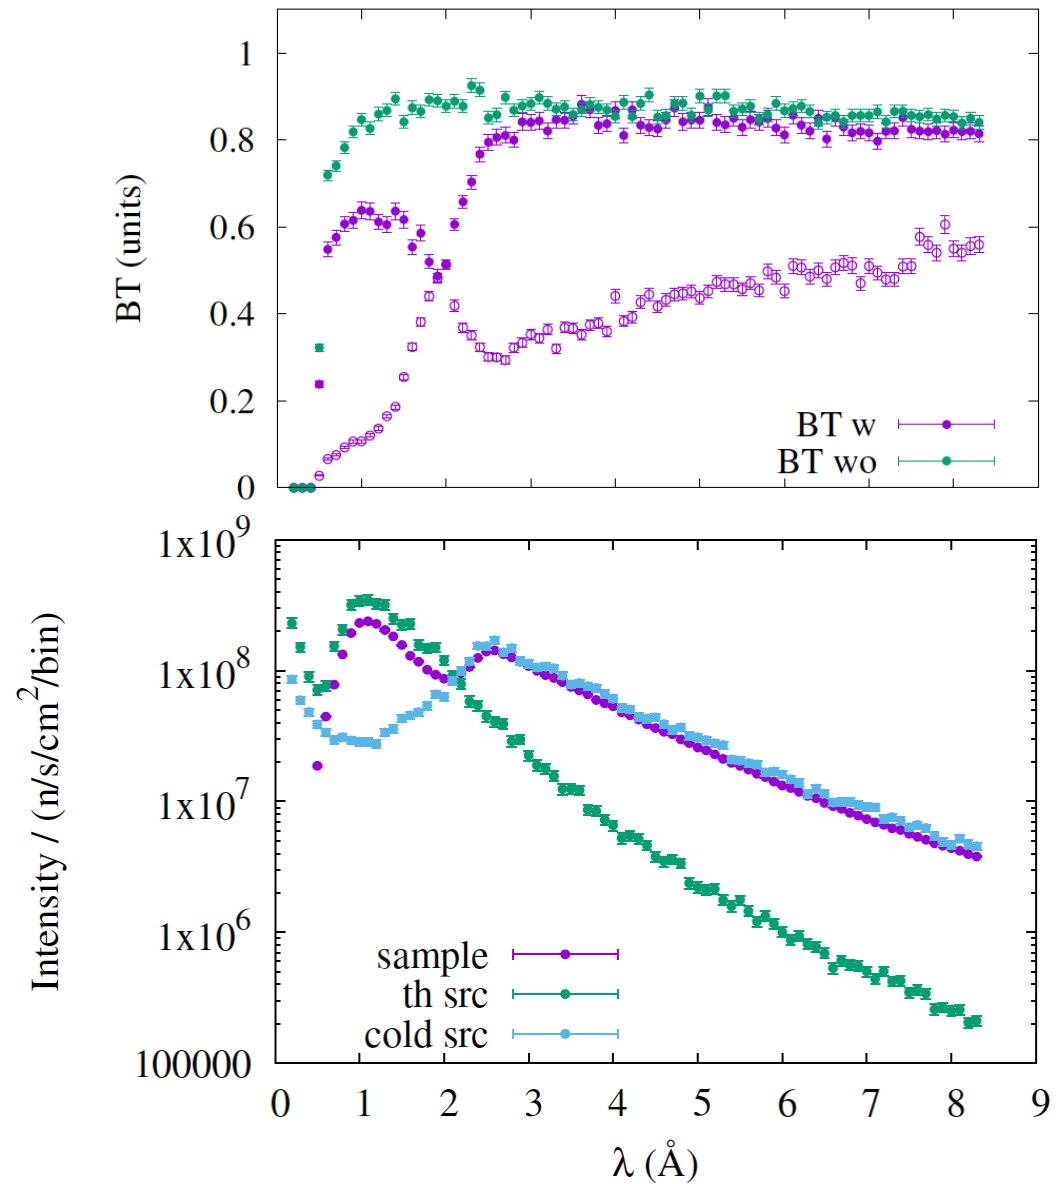 1
0.8
0.6
0.4
0.2
0
BT (units)
BT w
BT wo
1x10^9
1x10^8
1x10^7
1x10^6
100000
Intensity / (n/s/cm^2/bin)
sample
th src
cold src
0 1 2 3 4 5 6 7 8 9
λ (Å)